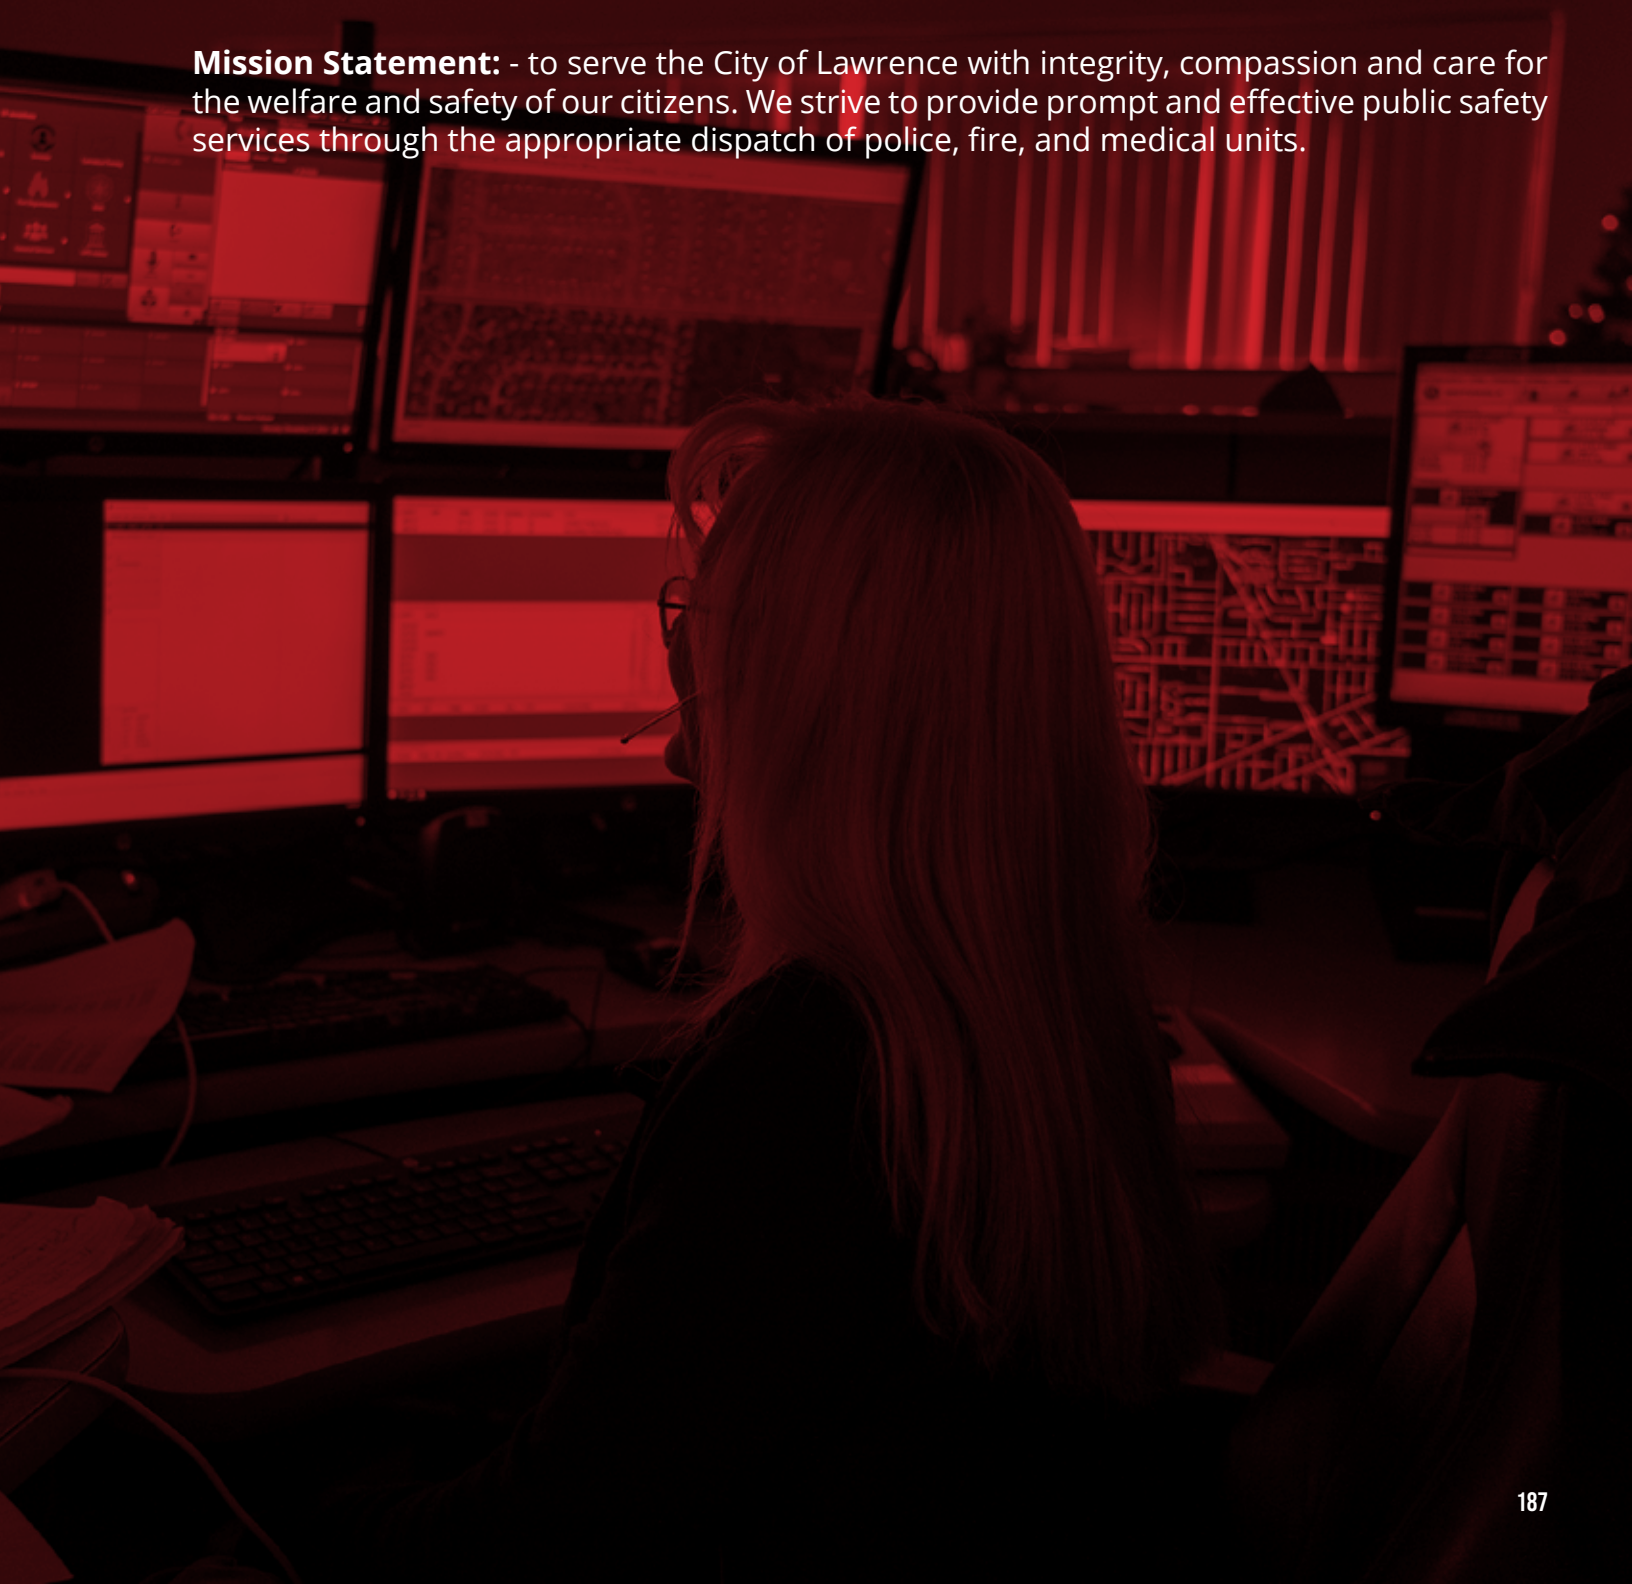 Mission Statement: - to serve the City of Lawrence with integrity, compassion and care for
the welfare and safety of our citizens. We strive to provide prompt and effective public safety
services through the appropriate dispatch of police, fire, and medical units.
187